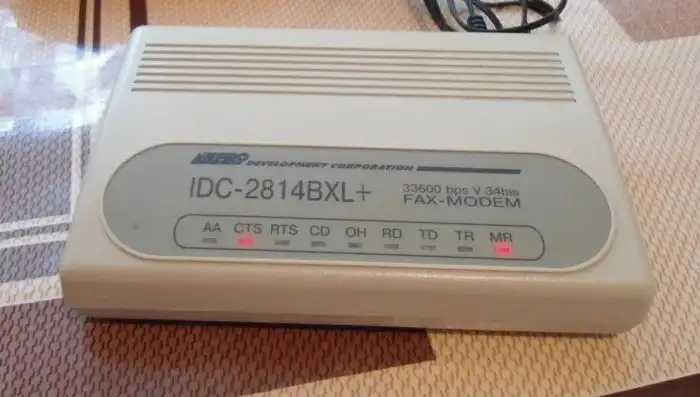 DEVELOPMENT CORPORATION
IDC-2814BXL+
33600 bps V.34bis
FAX-MODEM
AA CTS RTS CD OH RD TD TR MR